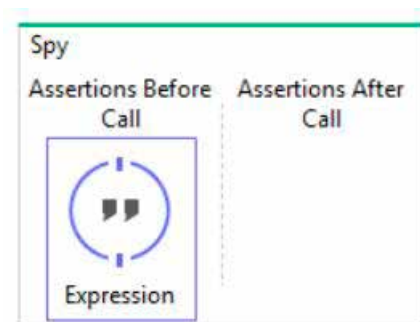 Spy
Assertions Before
Call
Assertions After
Call
Expression